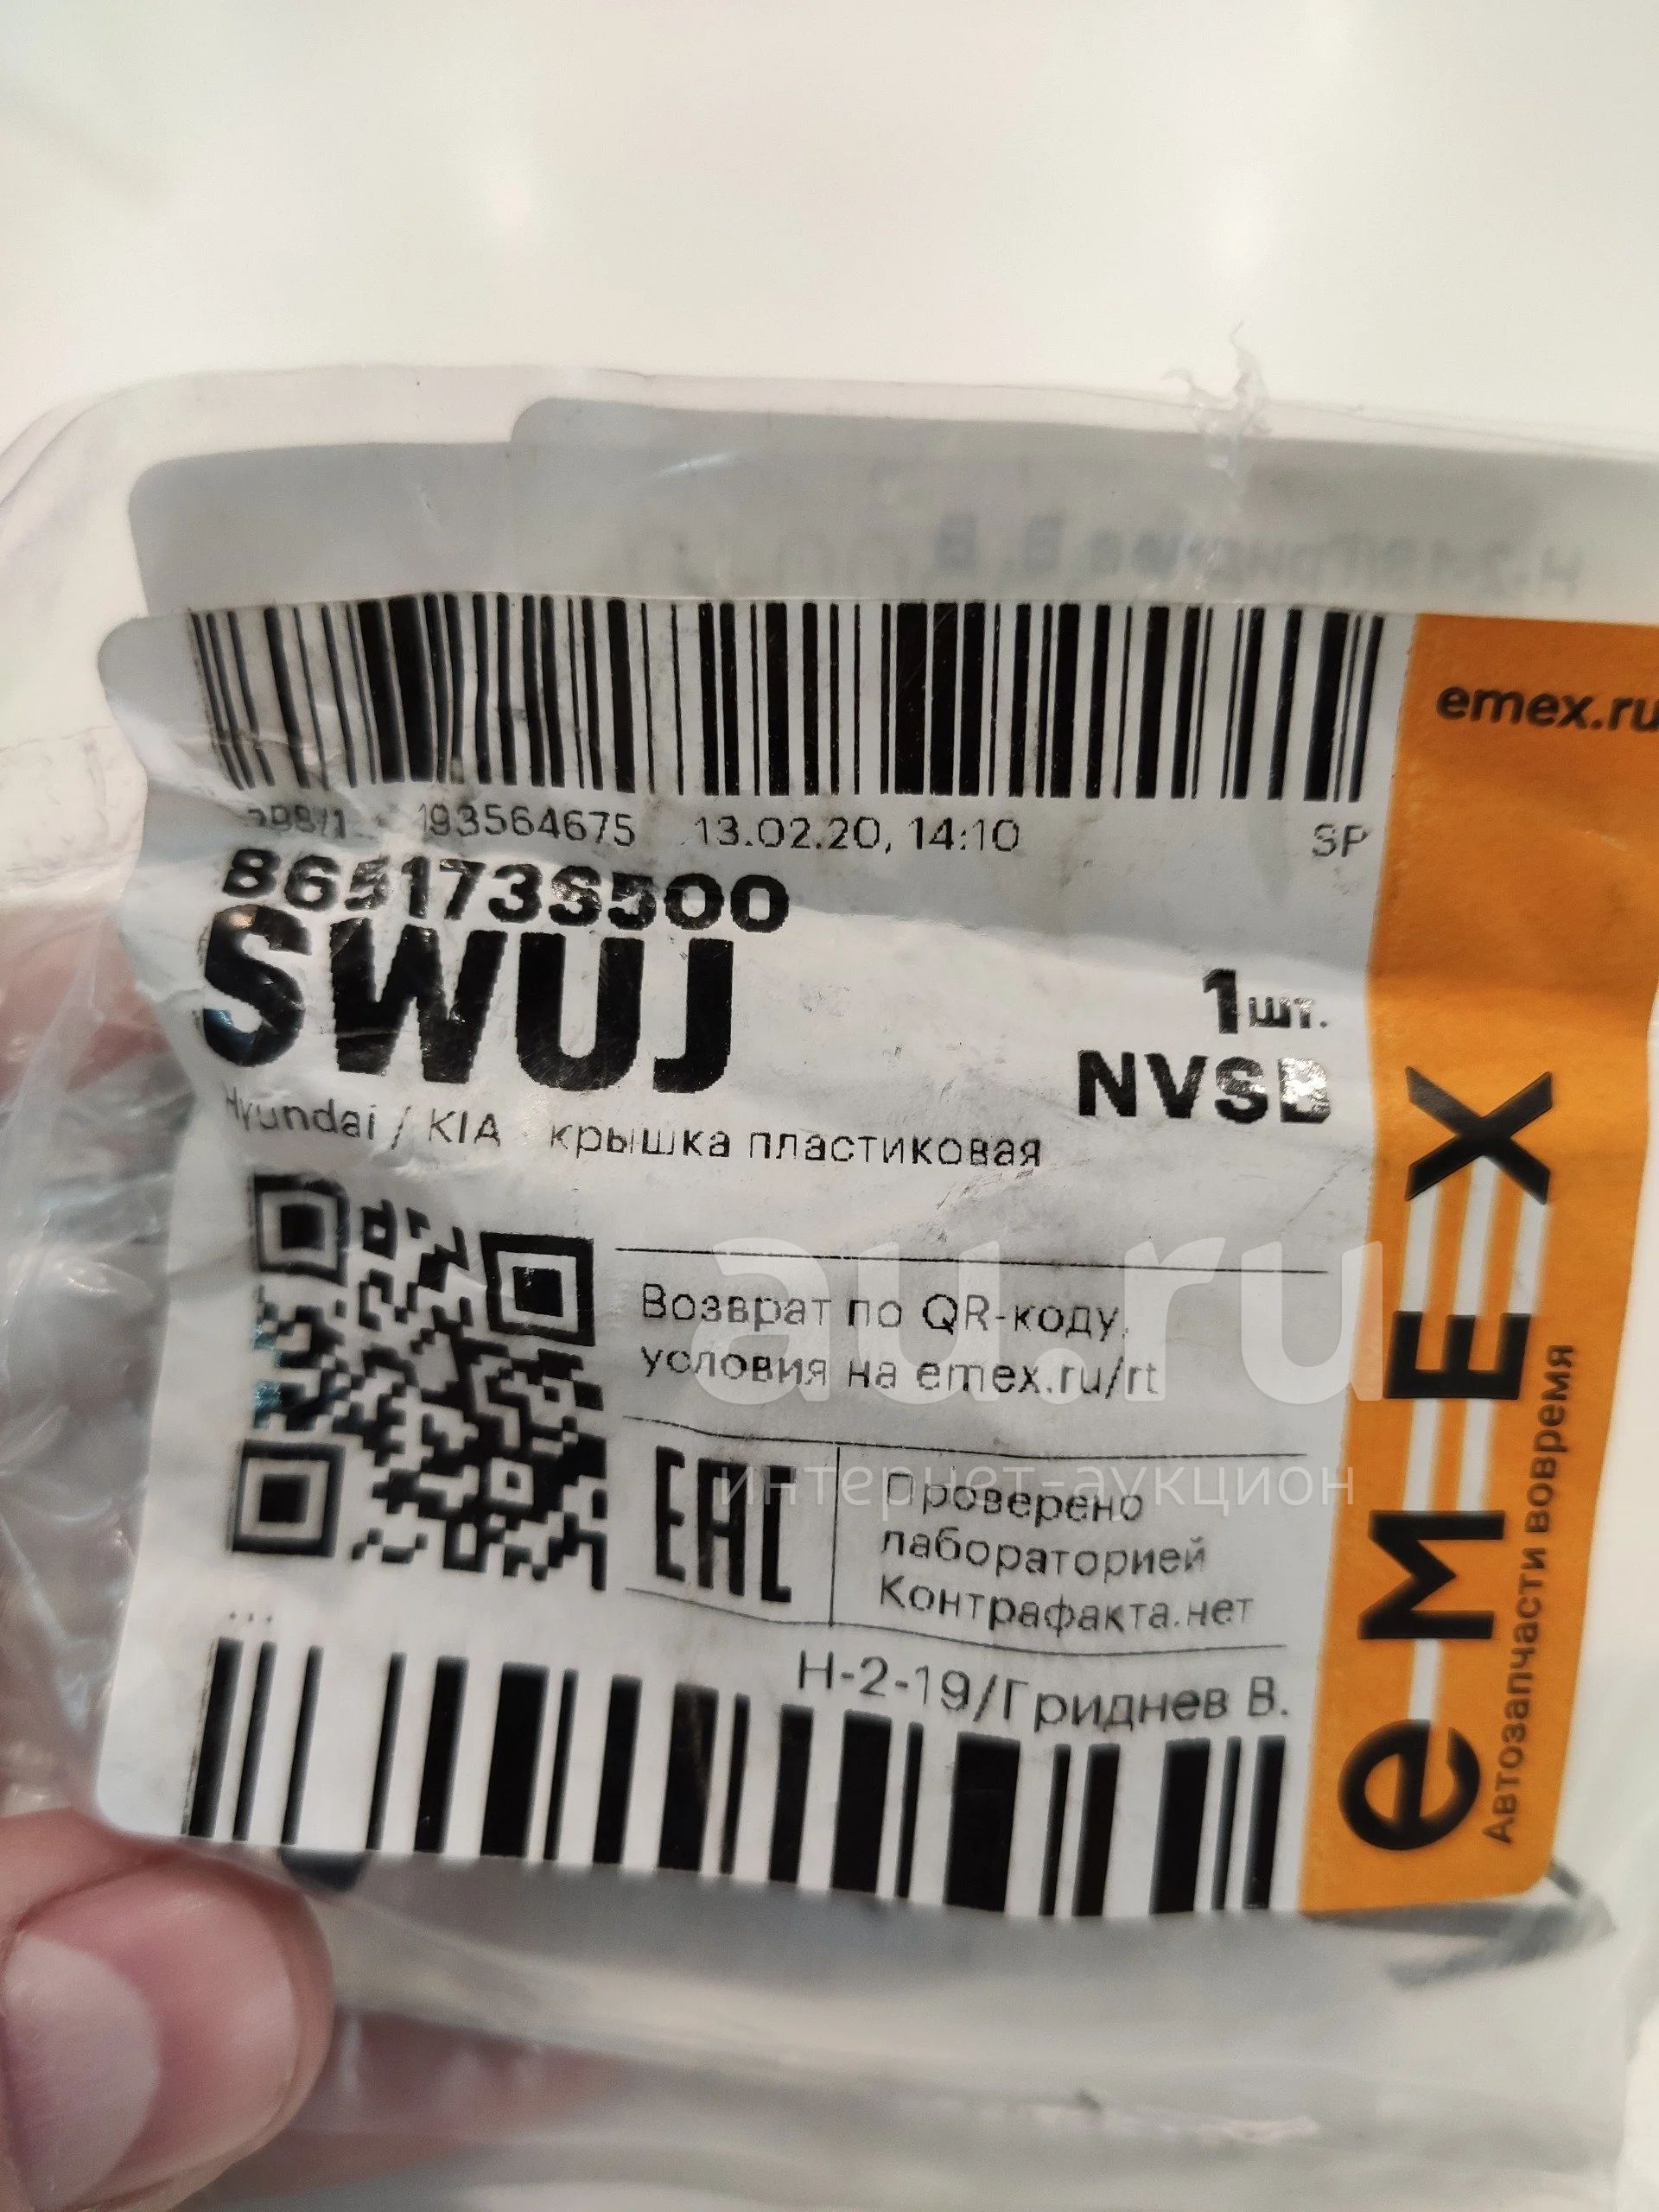 emex.ru
193564675 13.02.20, 14:10 SP
865173S500
SWUJ
1шт.
NVSB
Hyundai / KIA крышка пластиковая
Возврат по QR-коду,
условия на emex.ru/rt
EAC
Проверено
лабораторией
Контрафакта.нет
Н-2-19/Гриднев В.
...
emex
Автозапчасти вовремя
au.ru
интернет-аукцион